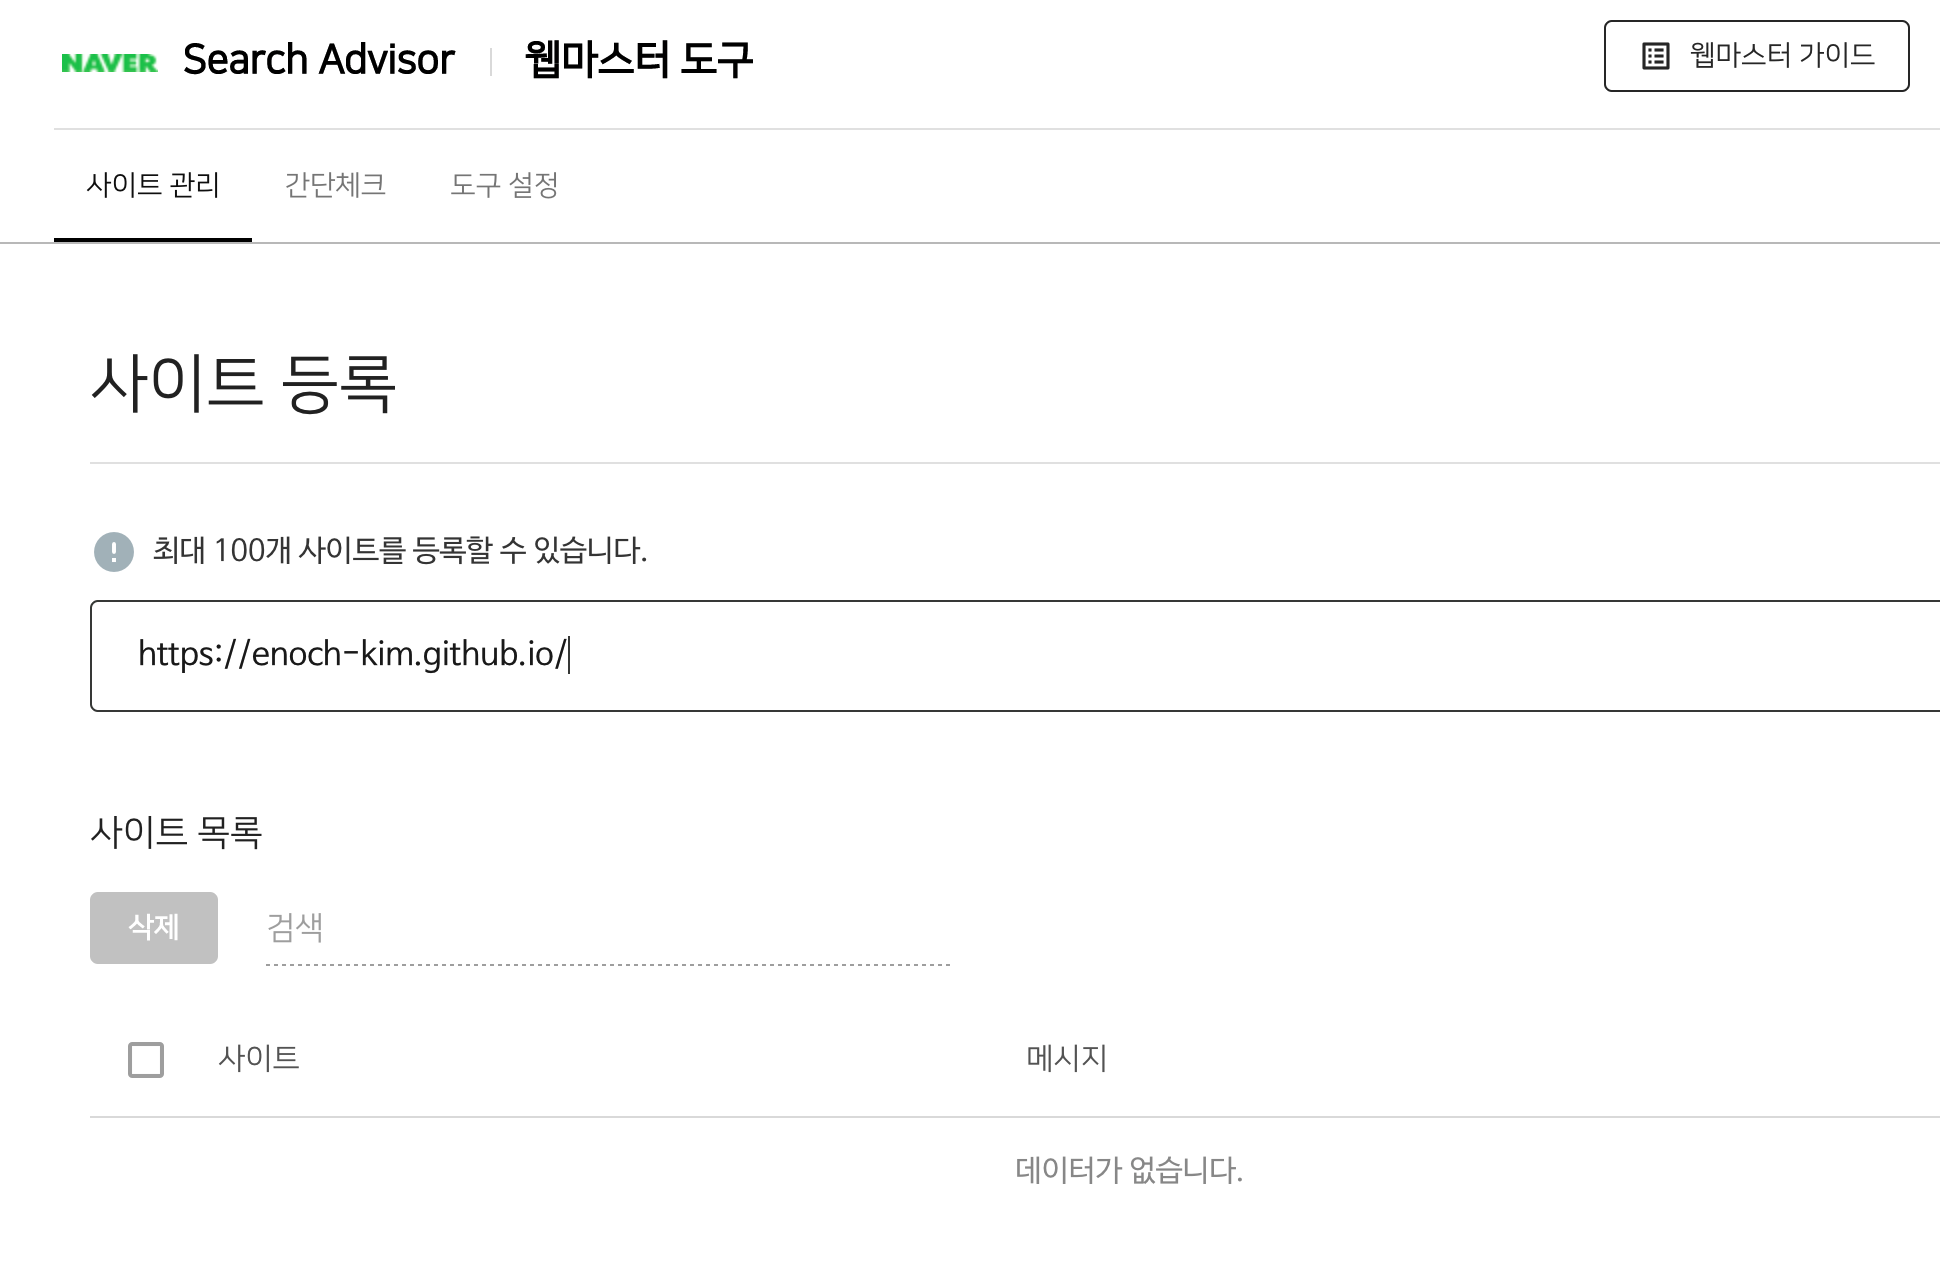 NAVER Search Advisor 웹마스터 도구
웹마스터 가이드
사이트 관리 간단체크 도구 설정
사이트 등록
최대 100개 사이트를 등록할 수 있습니다.
https://enoch-kim.github.io/
사이트 목록
삭제 검색
사이트 메시지
데이터가 없습니다.